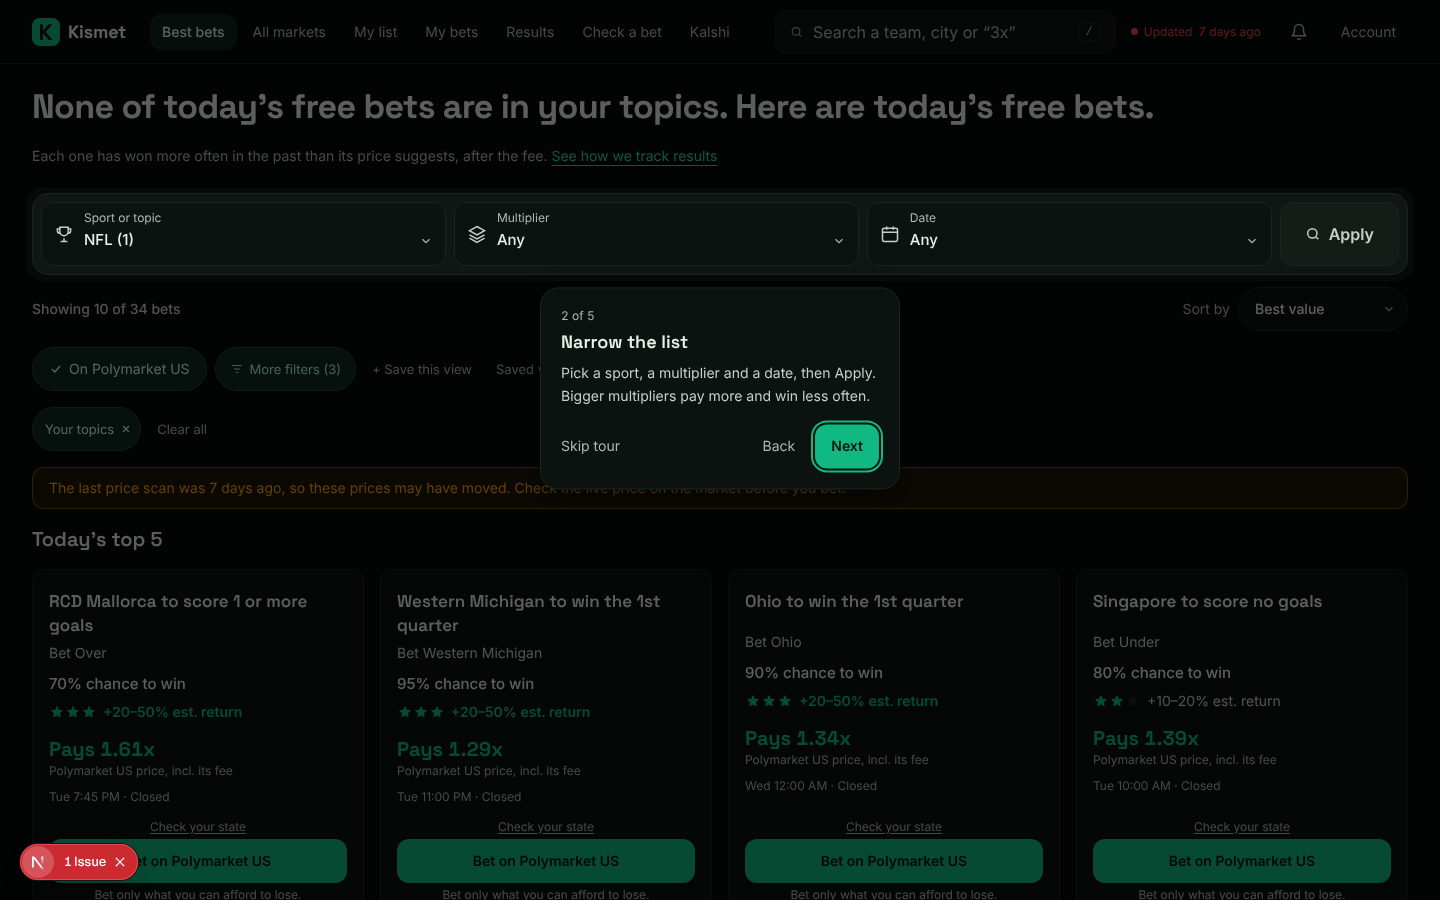 Kismet
Best bets
All markets
My list
My bets
Results
Check a bet
Kalshi
Search a team, city or “3x”
/
Updated 7 days ago
Account
None of today’s free bets are in your topics. Here are today’s free bets.
Each one has won more often in the past than its price suggests, after the fee. See how we track results
Sport or topic
NFL (1)
Multiplier
Any
Date
Any
Apply
Showing 10 of 34 bets
Sort by
Best value
On Polymarket US
More filters (3)
+ Save this view
Saved
2 of 5
Narrow the list
Pick a sport, a multiplier and a date, then Apply.
Bigger multipliers pay more and win less often.
Skip tour
Back
Next
Your topics ×
Clear all
The last price scan was 7 days ago, so these prices may have moved. Check the live price on the market before you bet.
Today’s top 5
RCD Mallorca to score 1 or more
goals
Bet Over
70% chance to win
+20–50% est. return
Pays 1.61x
Polymarket US price, incl. its fee
Tue 7:45 PM · Closed
Check your state
et on Polymarket US
Bet only what you can afford to lose.
Western Michigan to win the 1st
quarter
Bet Western Michigan
95% chance to win
+20–50% est. return
Pays 1.29x
Polymarket US price, incl. its fee
Tue 11:00 PM · Closed
Check your state
Bet on Polymarket US
Bet only what you can afford to lose.
Ohio to win the 1st quarter
Bet Ohio
90% chance to win
+20–50% est. return
Pays 1.34x
Polymarket US price, incl. its fee
Wed 12:00 AM · Closed
Check your state
Bet on Polymarket US
Bet only what you can afford to lose.
Singapore to score no goals
Bet Under
80% chance to win
+10–20% est. return
Pays 1.39x
Polymarket US price, incl. its fee
Tue 10:00 AM · Closed
Check your state
Bet on Polymarket US
Bet only what you can afford to lose.
N 1 Issue